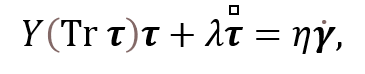 Y(Tr τ)τ + λτ̊ = ηγ̇,